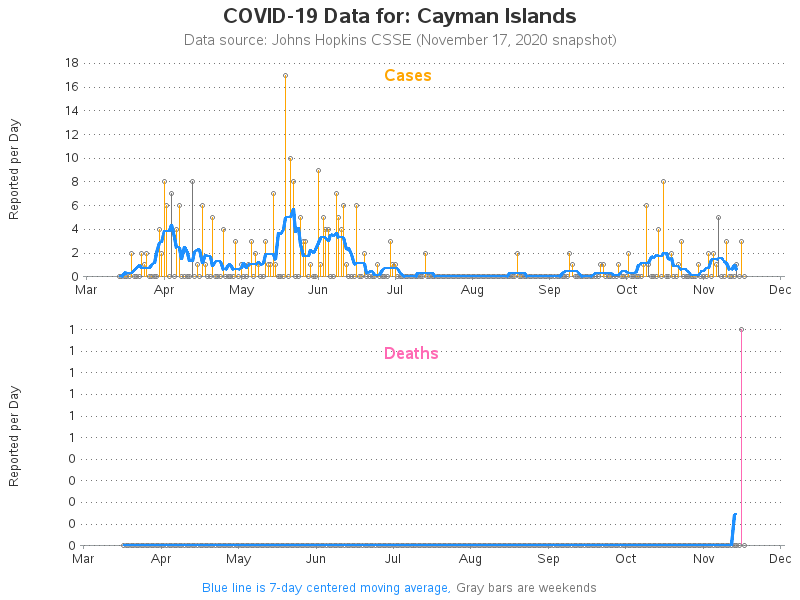 COVID-19 Data for: Cayman Islands
Data source: Johns Hopkins CSSE (November 17, 2020 snapshot)
Cases
Reported per Day
18
16
14
12
10
8
6
4
2
0
Mar Apr May Jun Jul Aug Sep Oct Nov Dec
Deaths
Reported per Day
1
1
1
1
1
1
0
0
0
0
0
Mar Apr May Jun Jul Aug Sep Oct Nov Dec
Blue line is 7-day centered moving average, Gray bars are weekends